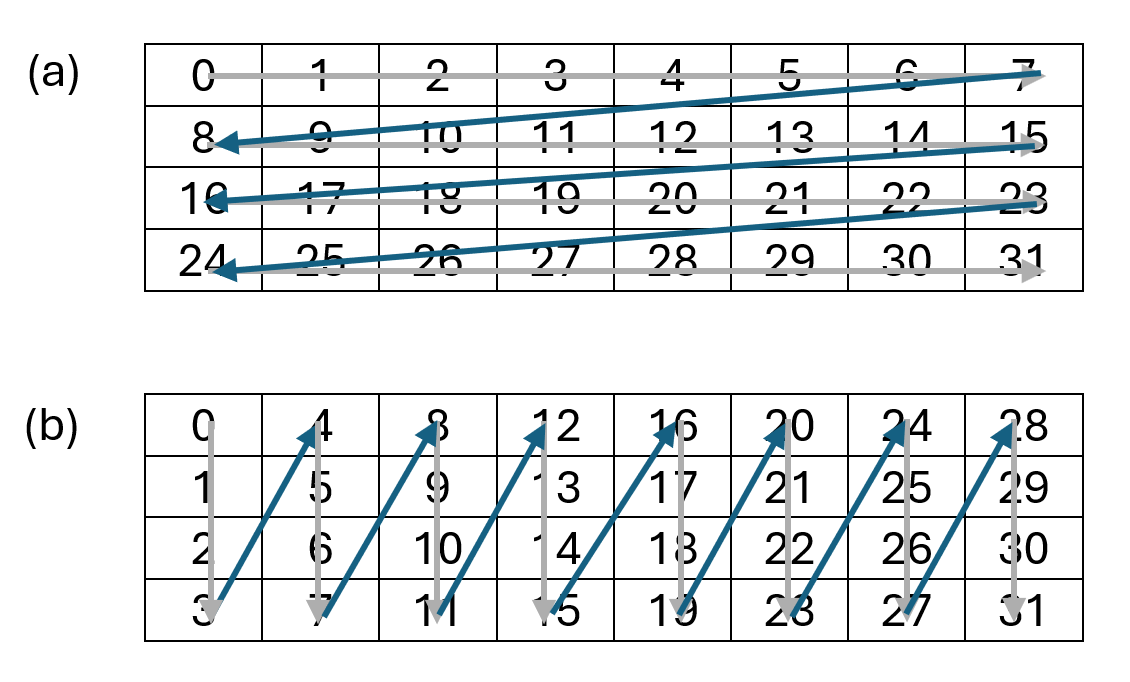 (a)
0 1 2 3 4 5 6 7
8 9 10 11 12 13 14 15
16 17 18 19 20 21 22 23
24 25 26 27 28 29 30 31
(b)
0 4 8 12 16 20 24 28
1 5 9 13 17 21 25 29
2 6 10 14 18 22 26 30
3 7 11 15 19 23 27 31